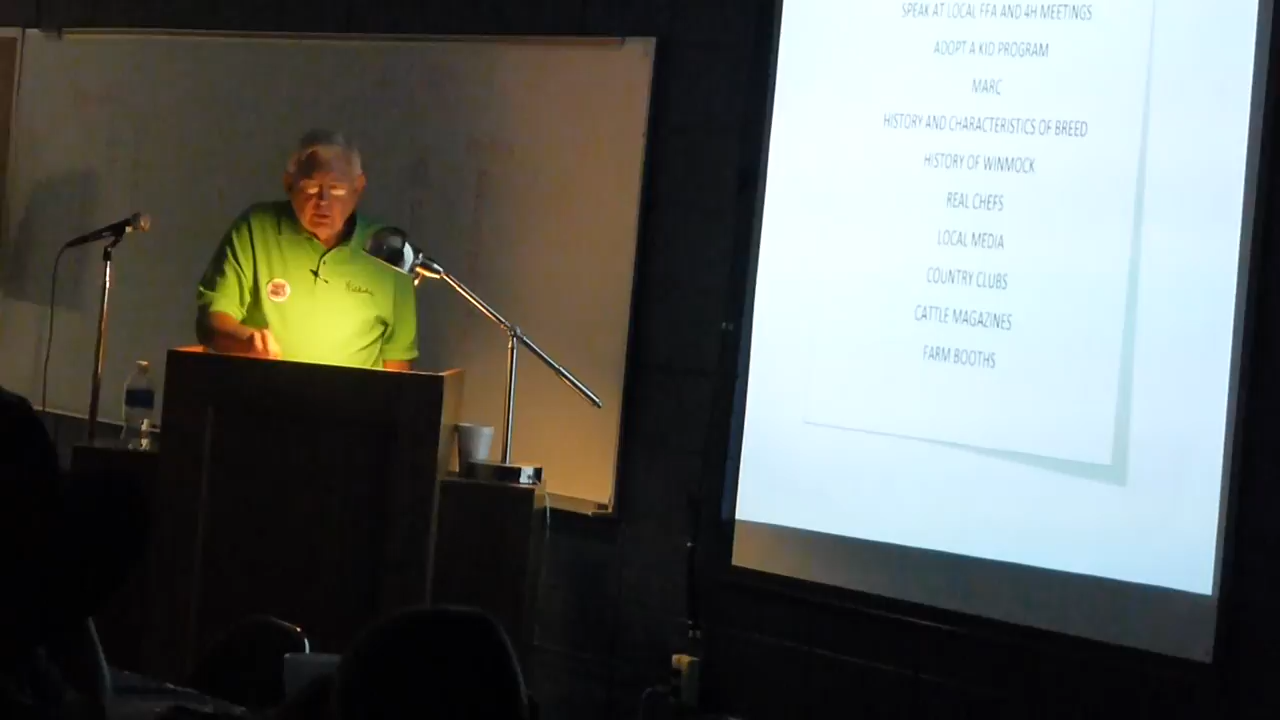 SPEAK AT LOCAL FFA AND 4H MEETINGS
ADOPT A KID PROGRAM
MARC
HISTORY AND CHARACTERISTICS OF BREED
HISTORY OF WINMOCK
REAL CHEFS
LOCAL MEDIA
COUNTRY CLUBS
CATTLE MAGAZINES
FARM BOOTHS